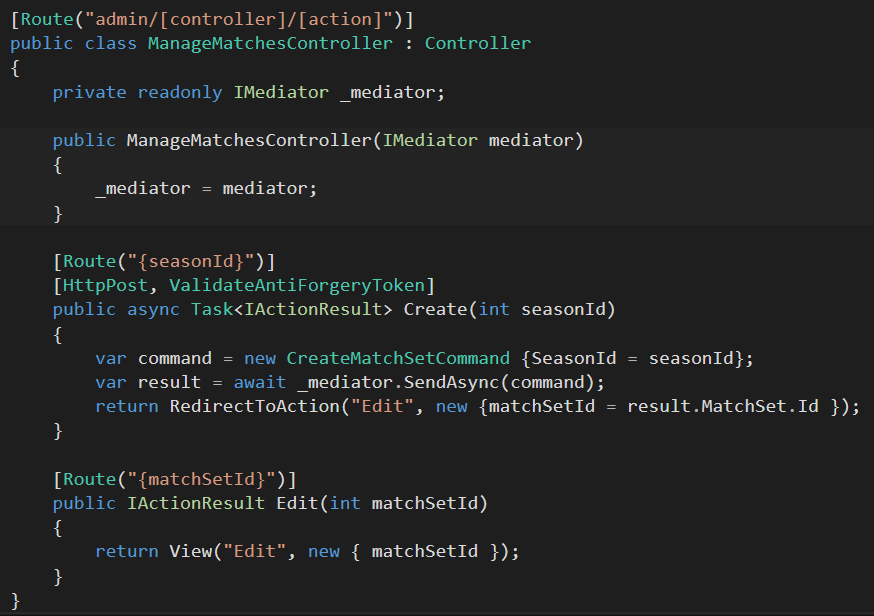 [Route("admin/[controller]/[action]")]
public class ManageMatchesController : Controller
{
    private readonly IMediator _mediator;

    public ManageMatchesController(IMediator mediator)
    {
        _mediator = mediator;
    }

    [Route("{seasonId}")]
    [HttpPost, ValidateAntiForgeryToken]
    public async Task<IActionResult> Create(int seasonId)
    {
        var command = new CreateMatchSetCommand {SeasonId = seasonId};
        var result = await _mediator.SendAsync(command);
        return RedirectToAction("Edit", new {matchSetId = result.MatchSet.Id });
    }

    [Route("{matchSetId}")]
    public IActionResult Edit(int matchSetId)
    {
        return View("Edit", new { matchSetId });
    }
}